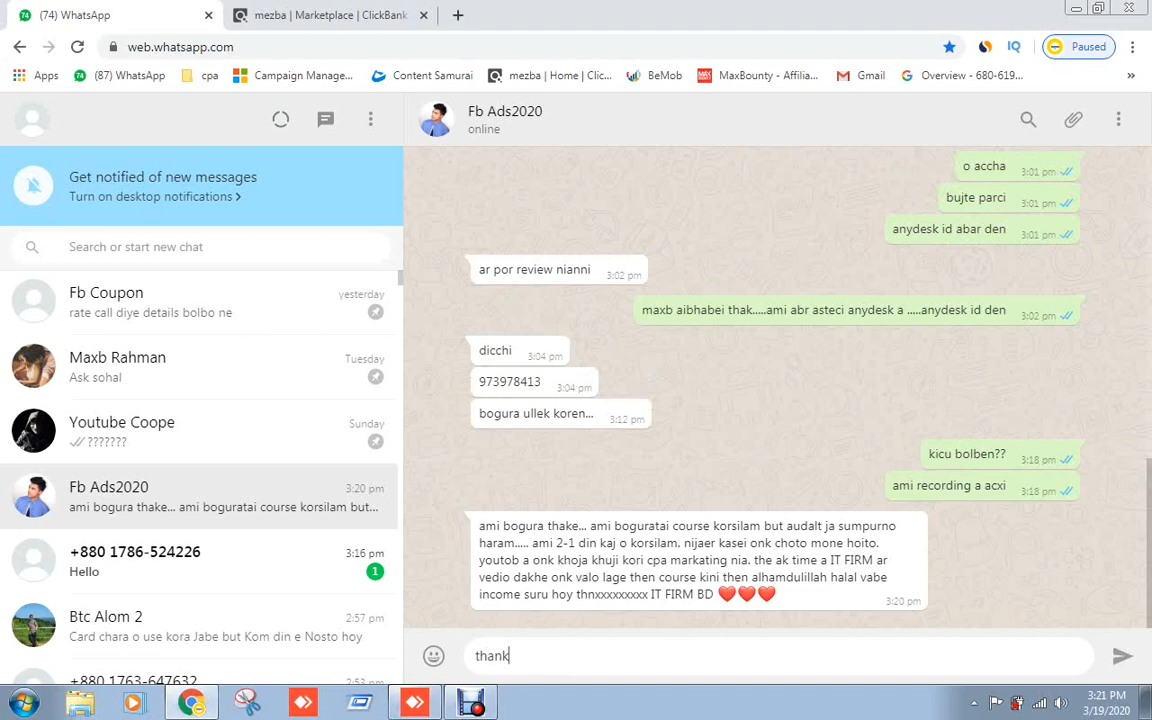 (74) WhatsApp
mezba | Marketplace | ClickBank
web.whatsapp.com
Paused
Apps
(87) WhatsApp
cpa
Campaign Manage...
Content Samurai
mezba | Home | Clic...
BeMob
MaxBounty - Affilia...
Gmail
Overview - 680-619...
»
Fb Ads2020
online
Get notified of new messages
Turn on desktop notifications >
Search or start new chat
Fb Coupon
yesterday
rate call diye details bolbo ne
Maxb Rahman
Tuesday
Ask sohal
Youtube Coope
Sunday
???????
Fb Ads2020
3:20 pm
ami bogura thake... ami boguratai course korsilam but...
+880 1786-524226
3:16 pm
Hello
1
Btc Alom 2
2:57 pm
Card chara o use kora Jabe but Kom din e Nosto hoy
+880 1763-647632
o accha
3:01 pm
bujte parci
3:01 pm
anydesk id abar den
3:01 pm
ar por review nianni
3:02 pm
maxb aibhabei thak.....ami abr asteci anydesk a .....anydesk id den
3:02 pm
dicchi
3:04 pm
973978413
3:04 pm
bogura ullek koren...
3:12 pm
kicu bolben??
3:18 pm
ami recording a acxi
3:18 pm
ami bogura thake... ami boguratai course korsilam but audalt ja sumpurno
haram..... ami 2-1 din kaj o korsilam. nijaer kasei onk choto mone hoito.
youtob a onk khoja khuji kori cpa markating nia. the ak time a IT FIRM ar
vedio dakhe onk valo lage then course kini then alhamdulillah halal vabe
income suru hoy thnxxxxxxxxx IT FIRM BD ❤️❤️❤️
3:20 pm
thank
3:21 PM
3/19/2020